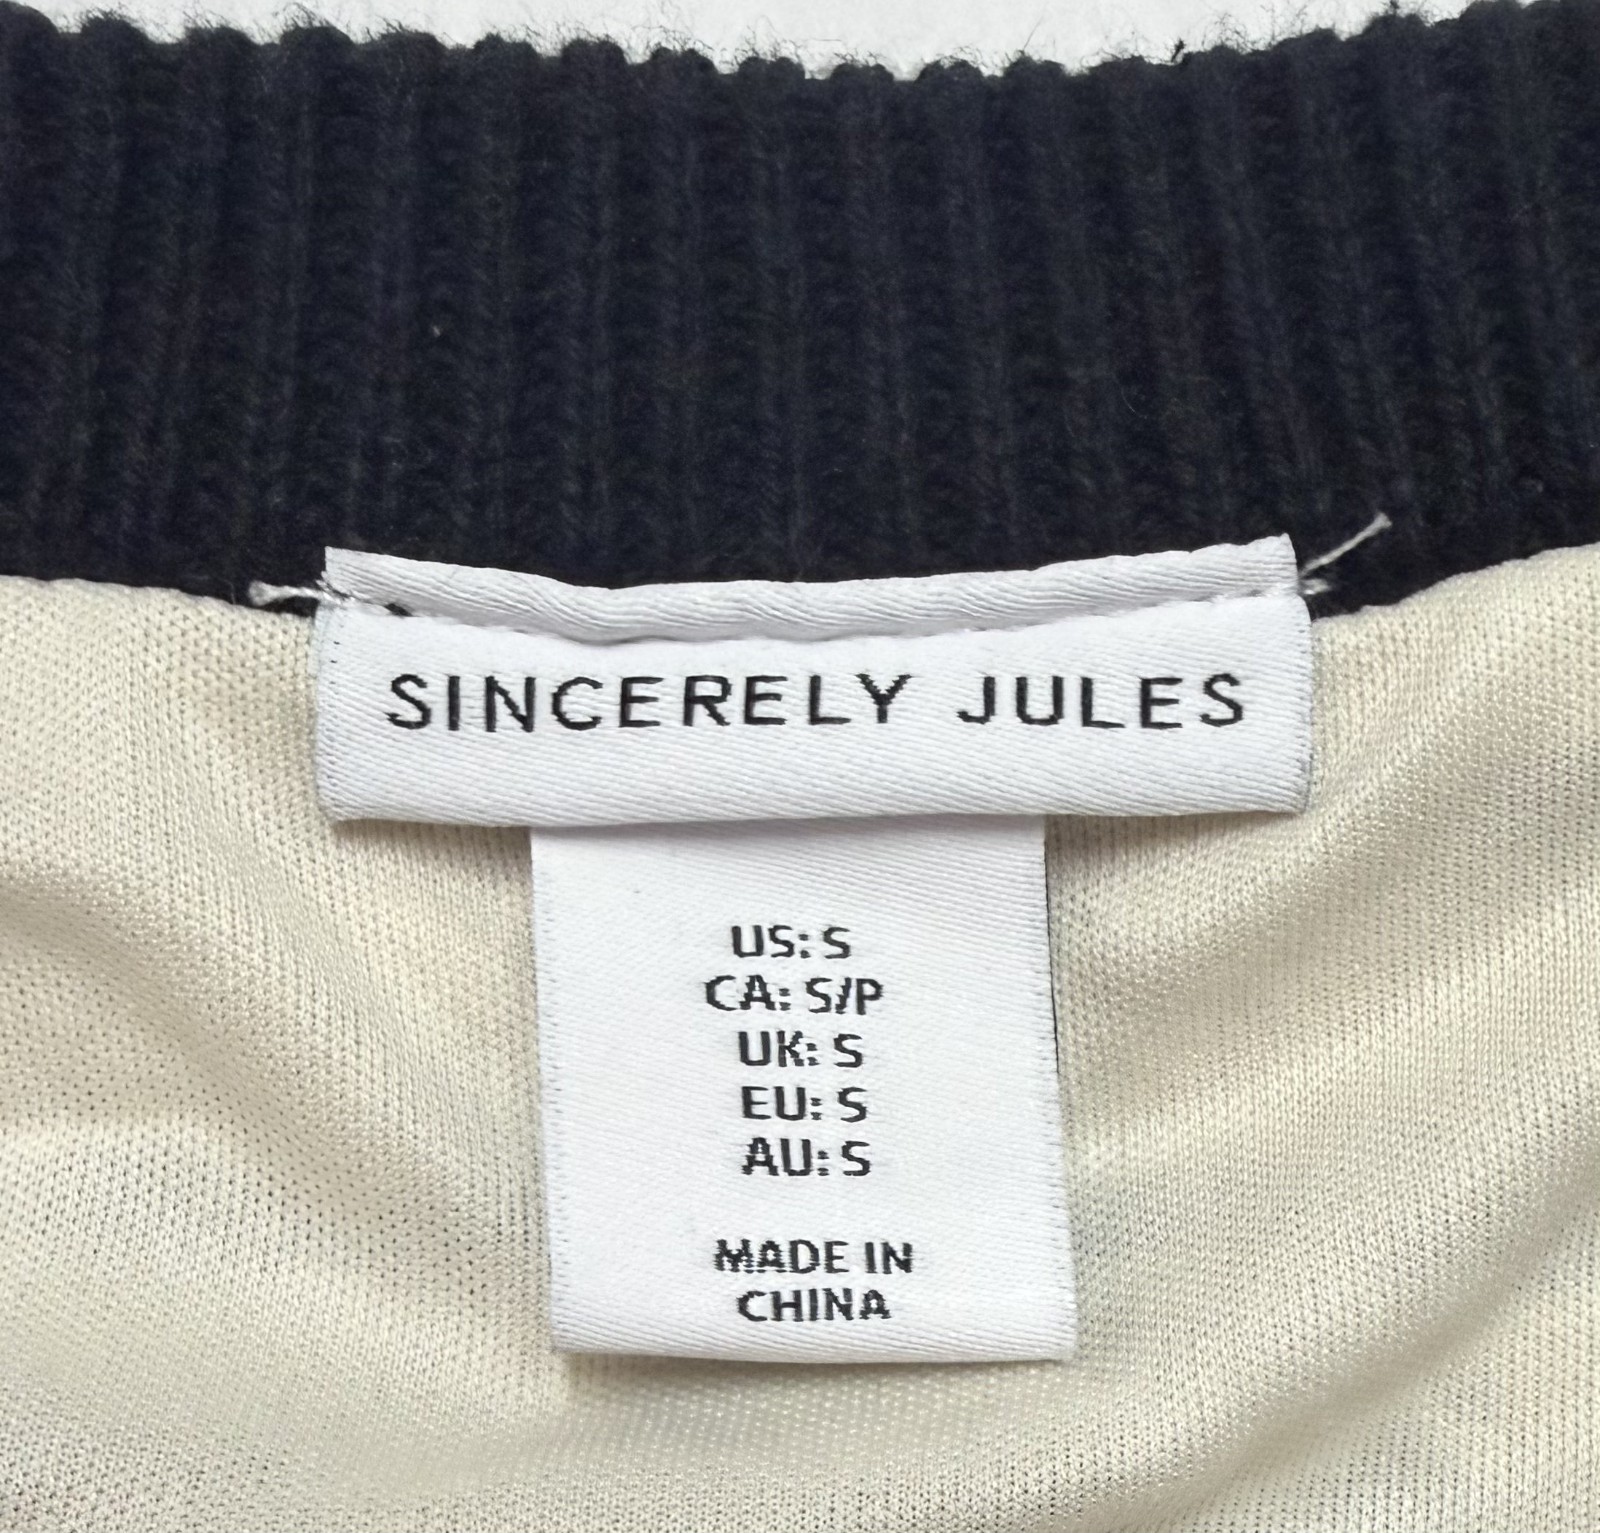 SINCERELY JULES
US: S
CA: S/P
UK: S
EU: S
AU: S
MADE IN
CHINA